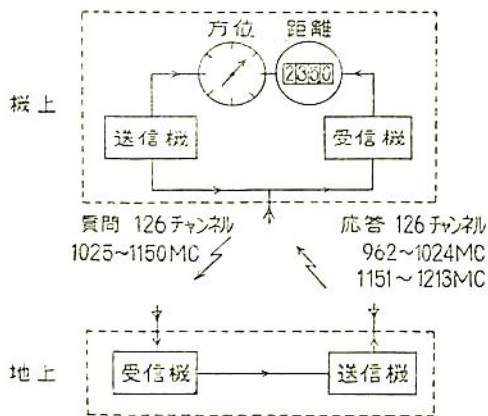 方位 距離
2350
機上
送信機 受信機
質問 126チャンネル
1025~1150MC
応答 126チャンネル
962~1024MC
1151~1213MC
地上
受信機 送信機